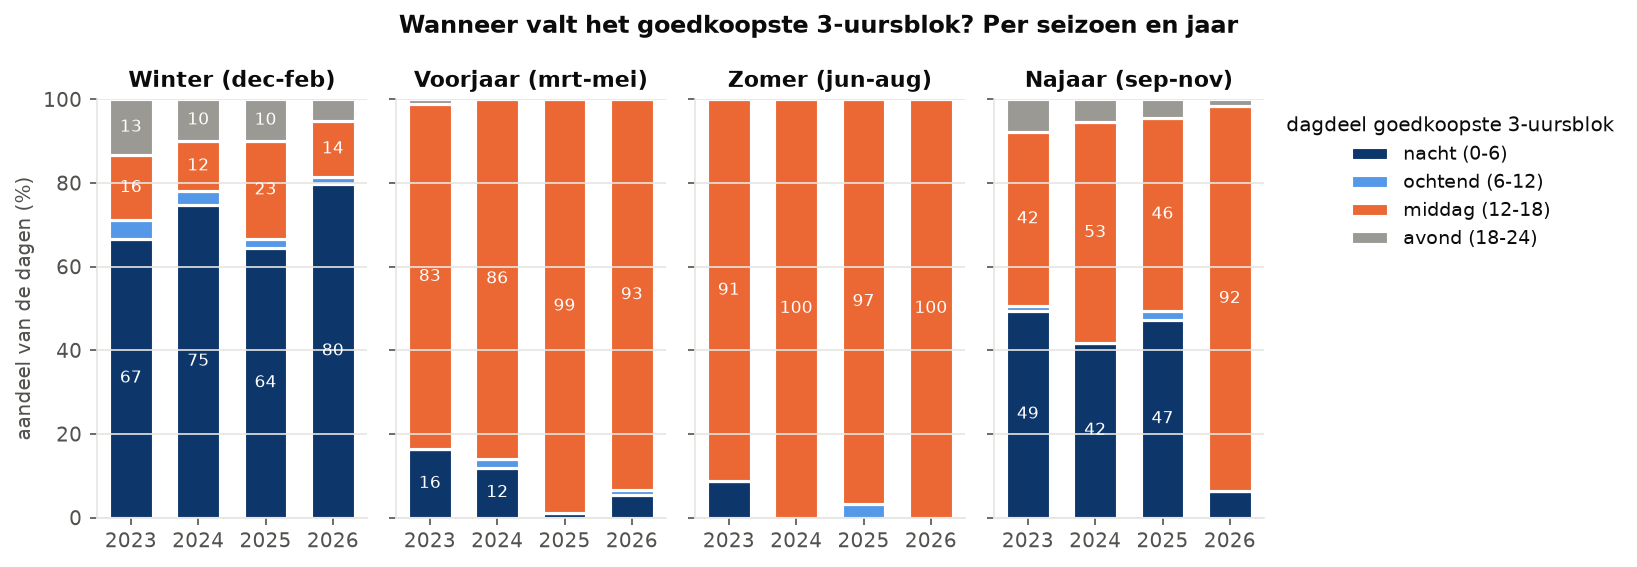 Wanneer valt het goedkoopste 3-uursblok? Per seizoen en jaar
Winter (dec-feb)
Voorjaar (mrt-mei)
Zomer (jun-aug)
Najaar (sep-nov)
aandeel van de dagen (%)
100
80
60
40
20
0
13
16
67
10
12
75
10
23
64
14
80
2023 2024 2025 2026
83
16
86
12
99
93
2023 2024 2025 2026
91
100
97
100
2023 2024 2025 2026
42
49
53
42
46
47
92
2023 2024 2025 2026
dagdeel goedkoopste 3-uursblok
nacht (0-6)
ochtend (6-12)
middag (12-18)
avond (18-24)